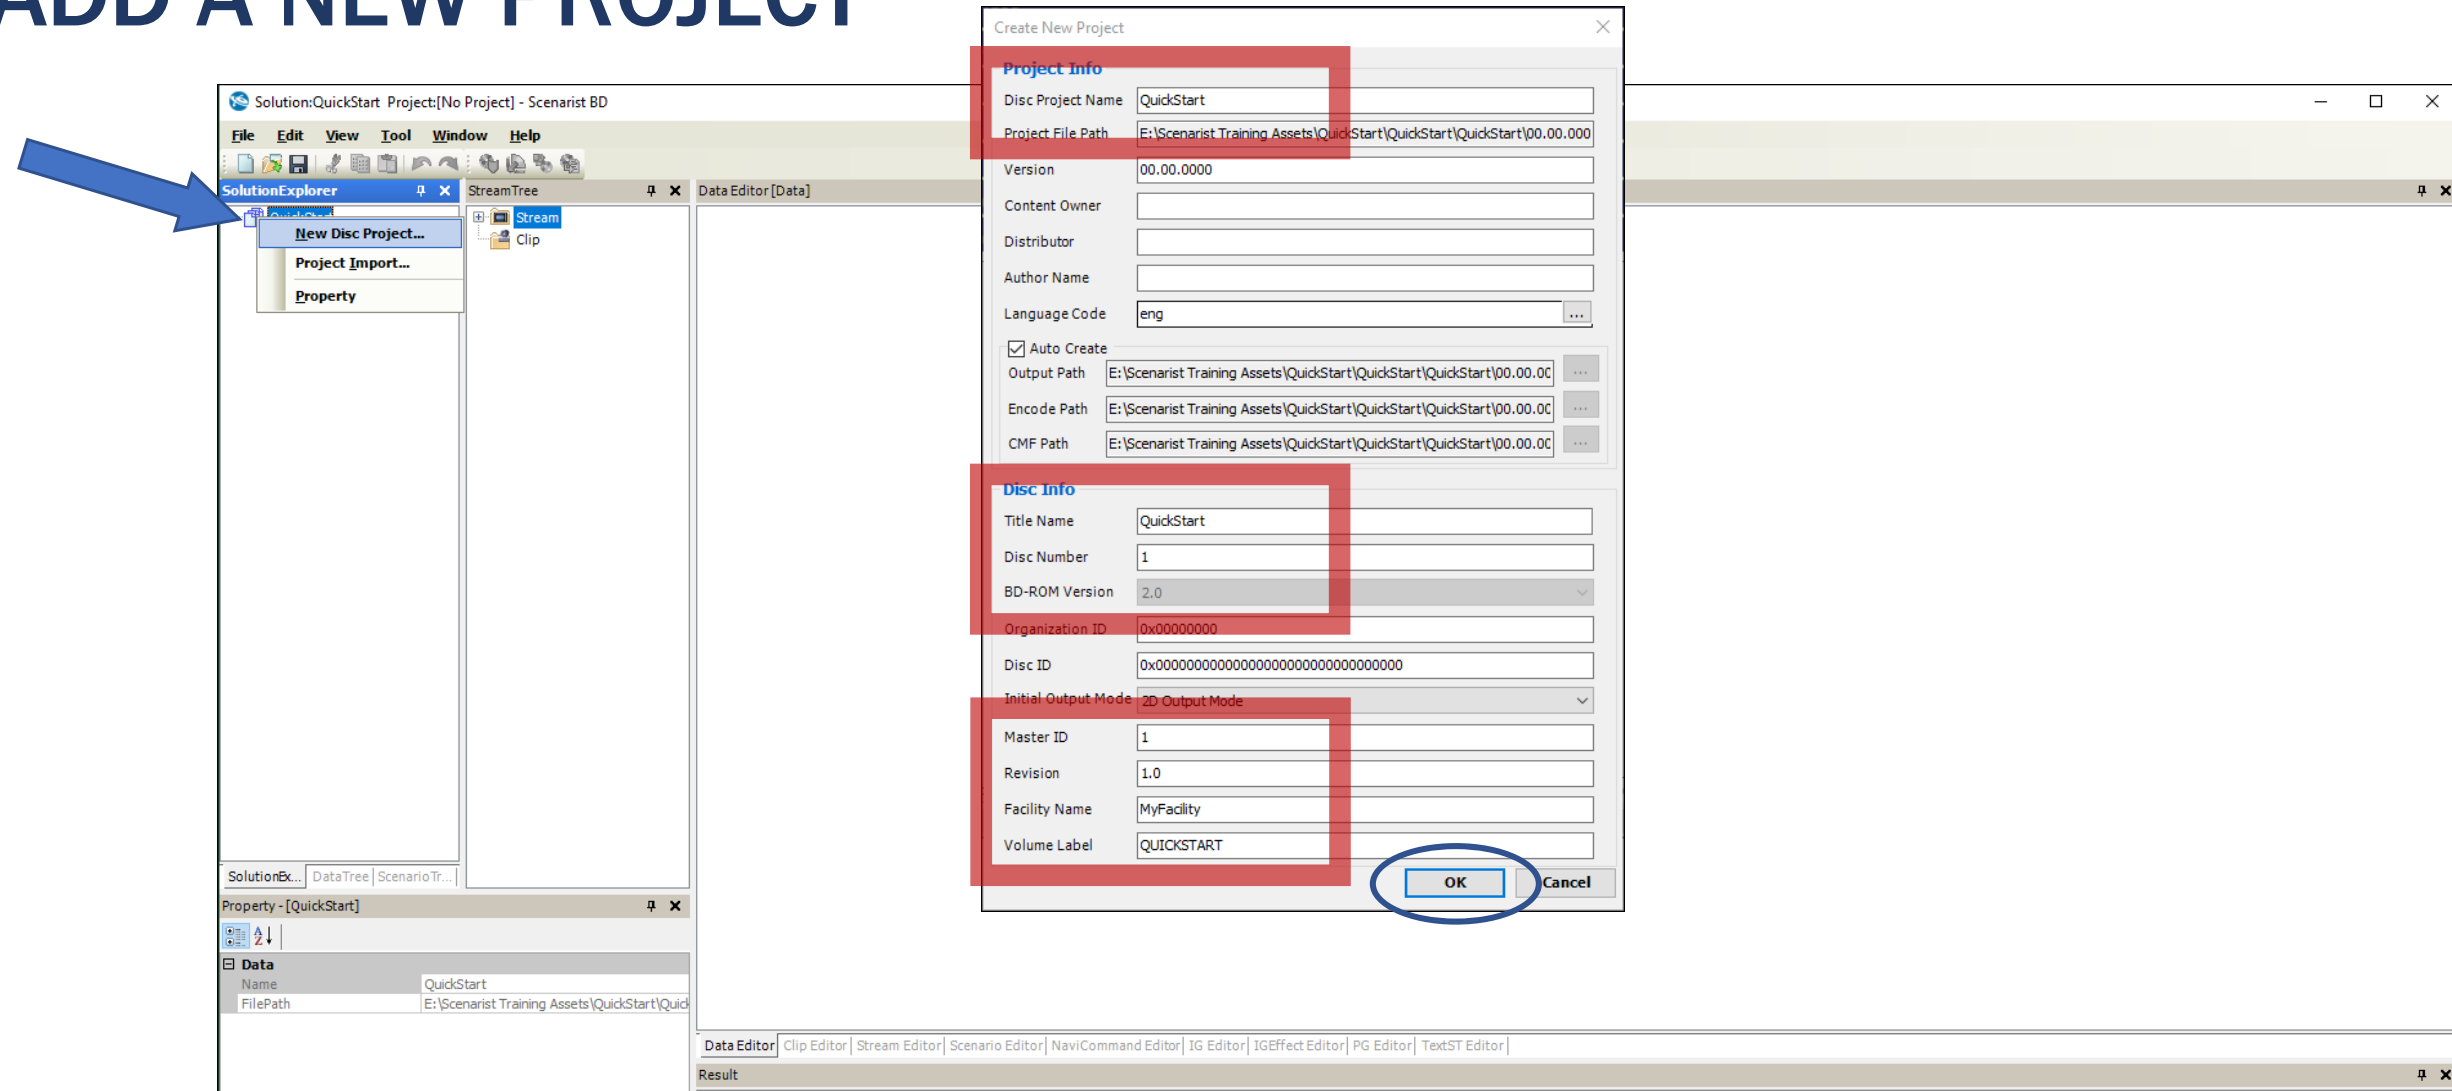 ADD A NEW PROJECT
Solution:QuickStart Project:[No Project] - Scenarist BD
File Edit View Tool Window Help
SolutionExplorer
QuickStart
New Disc Project...
Project Import...
Property
StreamTree
Stream
Clip
Data Editor [Data]
SolutionEx... DataTree ScenarioTr...
Property - [QuickStart]
Data
Name QuickStart
FilePath E:\Scenarist Training Assets\QuickStart\Quick
Create New Project
Project Info
Disc Project Name QuickStart
Project File Path E:\Scenarist Training Assets\QuickStart\QuickStart\QuickStart\00.00.000
Version 00.00.0000
Content Owner
Distributor
Author Name
Language Code eng ...
Auto Create
Output Path E:\Scenarist Training Assets\QuickStart\QuickStart\QuickStart\00.00.00 ...
Encode Path E:\Scenarist Training Assets\QuickStart\QuickStart\QuickStart\00.00.00 ...
CMF Path E:\Scenarist Training Assets\QuickStart\QuickStart\QuickStart\00.00.00 ...
Disc Info
Title Name QuickStart
Disc Number 1
BD-ROM Version 2.0
Organization ID 0x00000000
Disc ID 0x00000000000000000000000000000000
Initial Output Mode 2D Output Mode
Master ID 1
Revision 1.0
Facility Name MyFacility
Volume Label QUICKSTART
OK Cancel
Data Editor Clip Editor Stream Editor Scenario Editor NaviCommand Editor IG Editor IGEffect Editor PG Editor TextST Editor
Result